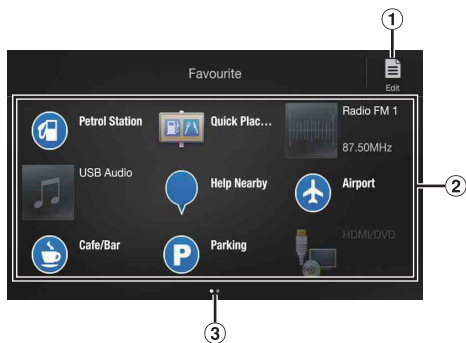 1
Favourite
Edit
Petrol Station
Quick Plac...
Radio FM 1
87.50MHz
USB Audio
Help Nearby
Airport
2
Cafe/Bar
P
Parking
HDMI/DVD
3